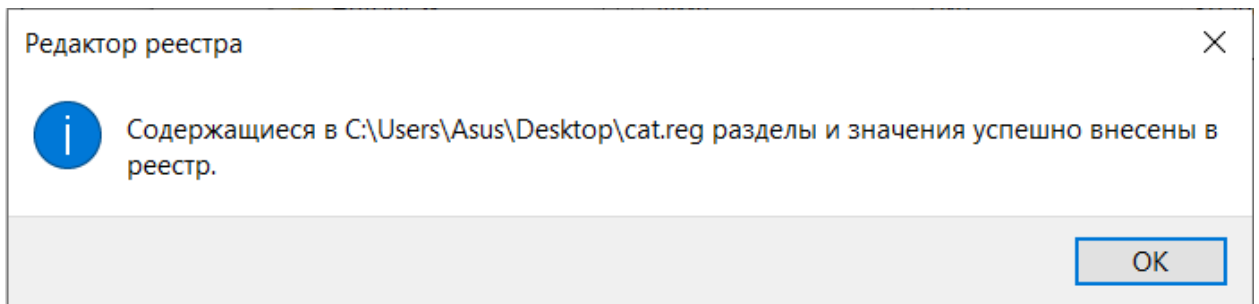 Редактор реестра
Содержащиеся в C:\Users\Asus\Desktop\cat.reg разделы и значения успешно внесены в
реестр.
OK